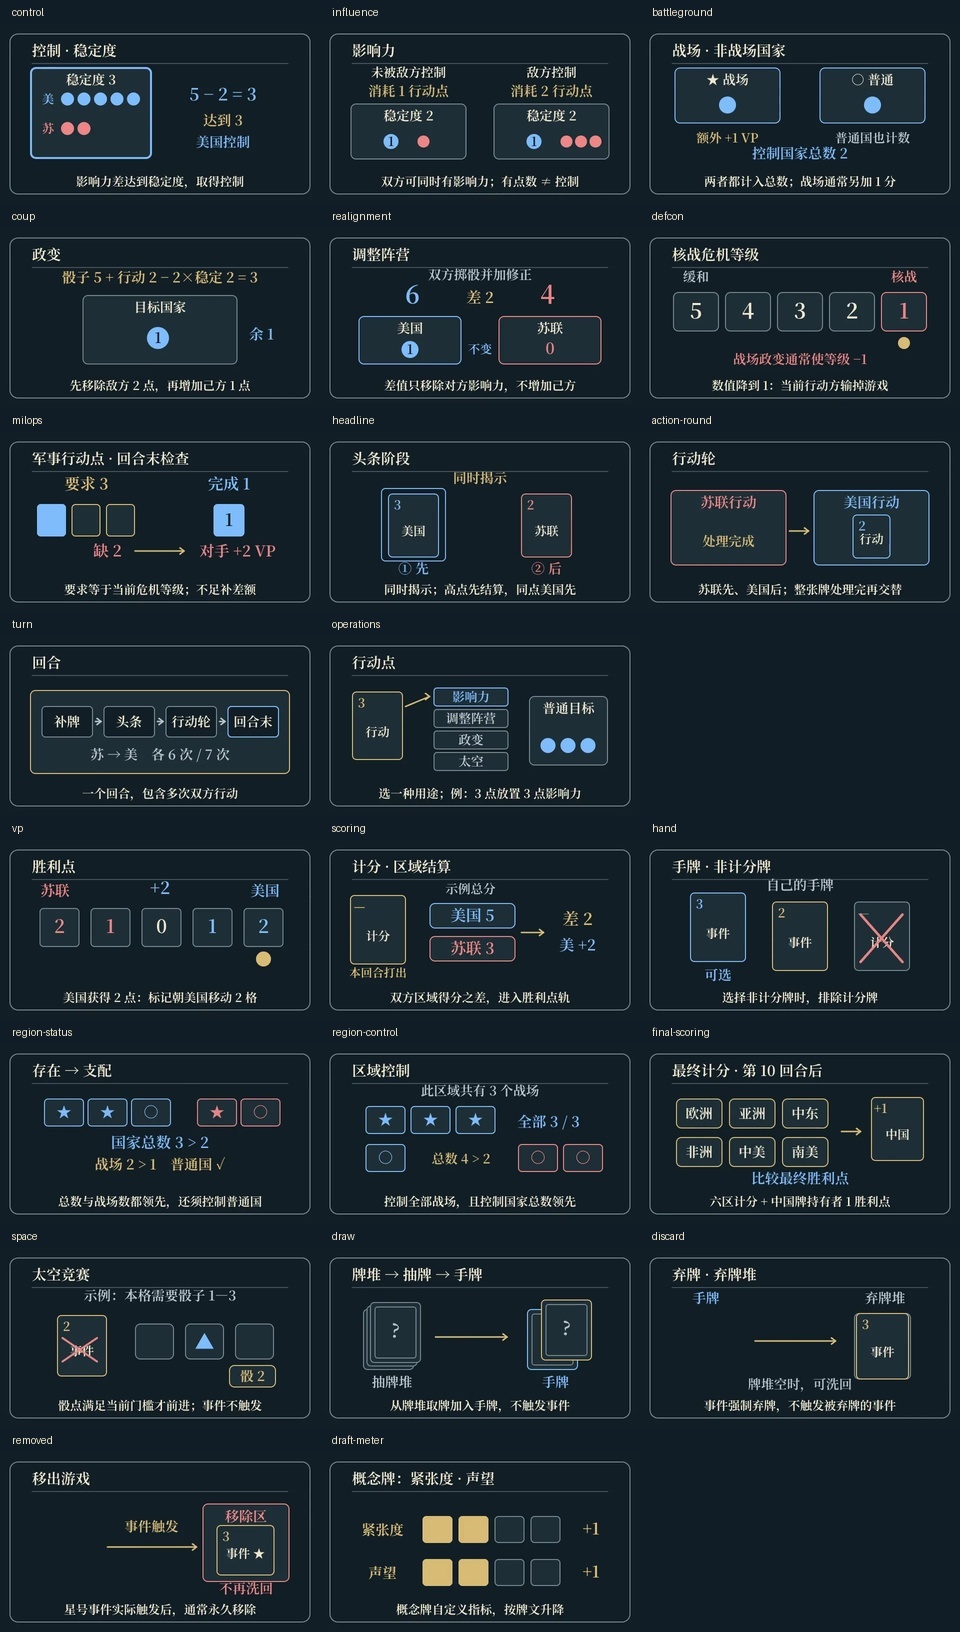 control
控制 · 稳定度
稳定度 3
美
苏
5 − 2 = 3
达到 3
美国控制
影响力差达到稳定度，取得控制
influence
影响力
未被敌方控制
消耗 1 行动点
稳定度 2
1
敌方控制
消耗 2 行动点
稳定度 2
1
双方可同时有影响力；有点数 ≠ 控制
battleground
战场 · 非战场国家
★ 战场
○ 普通
额外 +1 VP
普通国也计数
控制国家总数 2
两者都计入总数；战场通常另加 1 分
coup
政变
骰子 5 + 行动 2 − 2×稳定 2 = 3
目标国家
1
余 1
先移除敌方 2 点，再增加己方 1 点
realignment
调整阵营
双方掷骰并加修正
6
差 2
4
美国
1
不变
苏联
0
差值只移除对方影响力，不增加己方
defcon
核战危机等级
缓和
核战
5
4
3
2
1
战场政变通常使等级 −1
数值降到 1：当前行动方输掉游戏
milops
军事行动点 · 回合末检查
要求 3
完成 1
1
缺 2
对手 +2 VP
要求等于当前危机等级；不足补差额
headline
头条阶段
同时揭示
3
美国
2
苏联
① 先
② 后
同时揭示；高点先结算，同点美国先
action-round
行动轮
苏联行动
处理完成
美国行动
2
行动
苏联先、美国后；整张牌处理完再交替
turn
回合
补牌
头条
行动轮
回合末
苏 → 美 各 6 次 / 7 次
一个回合，包含多次双方行动
operations
行动点
3
行动
影响力
调整阵营
政变
太空
普通目标
选一种用途；例：3 点放置 3 点影响力
vp
胜利点
苏联
+2
美国
2
1
0
1
2
美国获得 2 点：标记朝美国移动 2 格
scoring
计分 · 区域结算
示例总分
—
计分
本回合打出
美国 5
苏联 3
差 2
美 +2
双方区域得分之差，进入胜利点轨
hand
手牌 · 非计分牌
自己的手牌
3
事件
可选
2
事件
—
计分
选择非计分牌时，排除计分牌
region-status
存在 → 支配
★
★
○
★
○
国家总数 3 > 2
战场 2 > 1 普通国 √
总数与战场数都领先，还须控制普通国
region-control
区域控制
此区域共有 3 个战场
★
★
★
全部 3 / 3
○
总数 4 > 2
○
○
控制全部战场，且控制国家总数领先
final-scoring
最终计分 · 第 10 回合后
欧洲
亚洲
中东
非洲
中美
南美
+1
中国
比较最终胜利点
六区计分 + 中国牌持有者 1 胜利点
space
太空竞赛
示例：本格需要骰子 1—3
2
事件
骰 2
骰点满足当前门槛才前进；事件不触发
draw
牌堆 → 抽牌 → 手牌
?
?
抽牌堆
手牌
从牌堆取牌加入手牌，不触发事件
discard
弃牌 · 弃牌堆
手牌
弃牌堆
3
事件
牌堆空时，可洗回
事件强制弃牌，不触发被弃牌的事件
removed
移出游戏
事件触发
移除区
3
事件 ★
不再洗回
星号事件实际触发后，通常永久移除
draft-meter
概念牌：紧张度 · 声望
紧张度
+1
声望
+1
概念牌自定义指标，按牌文升降